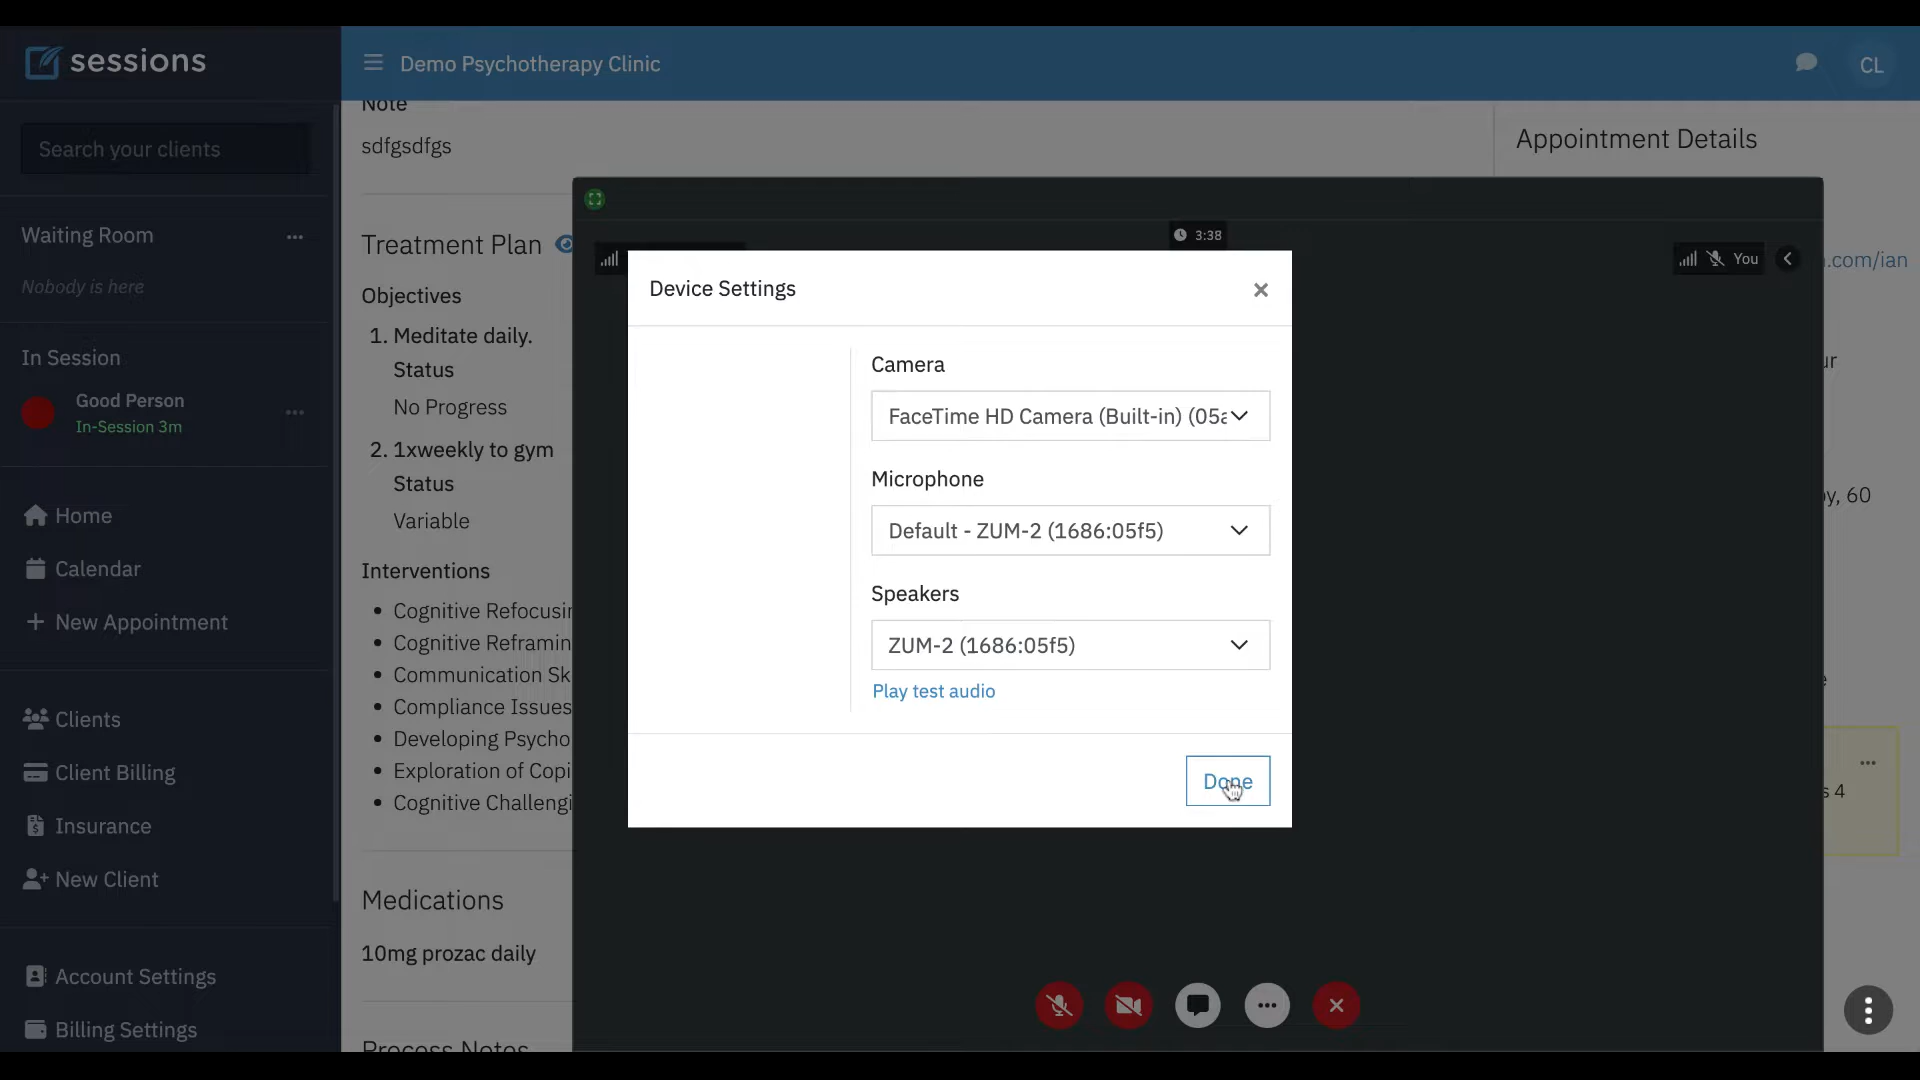 sessions
Demo Psychotherapy Clinic
CL
Search your clients
Waiting Room
Nobody is here
In Session
Good Person
In-Session 3m
Home
Calendar
New Appointment
Clients
Client Billing
Insurance
New Client
Account Settings
Billing Settings
Note
sdfgsdfgs
Treatment Plan
Objectives
1. Meditate daily.
Status
No Progress
2. 1xweekly to gym
Status
Variable
Interventions
• Cognitive Refocusin
• Cognitive Reframin
• Communication Sk
• Compliance Issues
• Developing Psycho
• Exploration of Copi
• Cognitive Challengi
Medications
10mg prozac daily
Process Notes
3:38
You
Device Settings
Camera
FaceTime HD Camera (Built-in) (05a
Microphone
Default - ZUM-2 (1686:05f5)
Speakers
ZUM-2 (1686:05f5)
Play test audio
Done
Appointment Details
.com/ian
y, 60
s 4